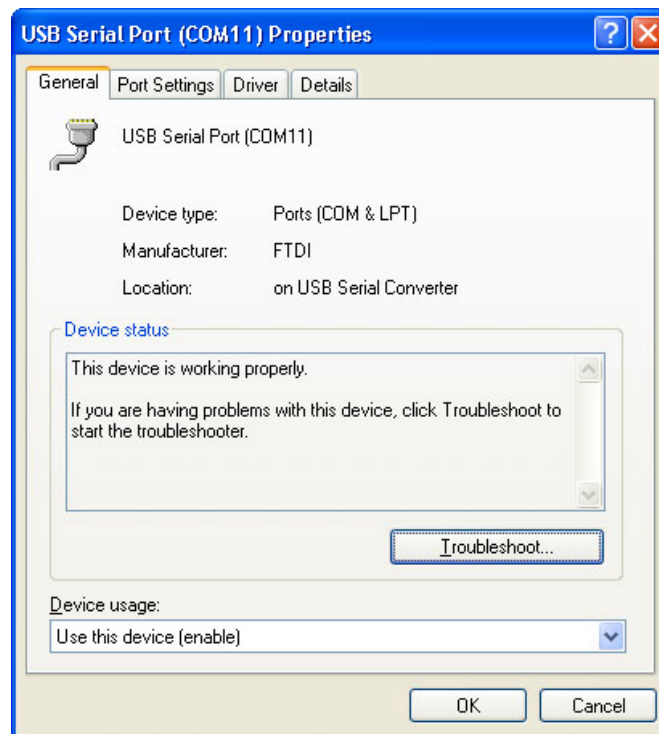 USB Serial Port (COM11) Properties
General Port Settings Driver Details
USB Serial Port (COM11)
Device type: Ports (COM & LPT)
Manufacturer: FTDI
Location: on USB Serial Converter
Device status
This device is working properly.
If you are having problems with this device, click Troubleshoot to
start the troubleshooter.
Troubleshoot...
Device usage:
Use this device (enable)
OK Cancel